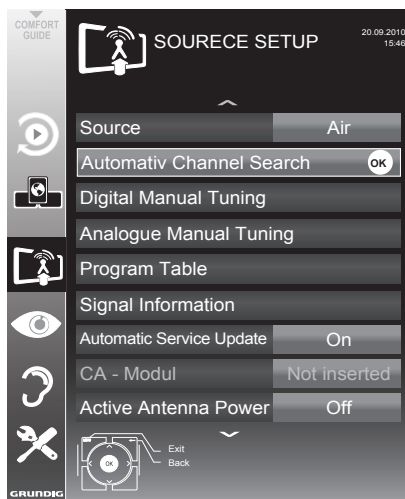 COMFORT
GUIDE
SOURECE SETUP
20.09.2010
15:46
Source Air
Automativ Channel Search OK
Digital Manual Tuning
Analogue Manual Tuning
Program Table
Signal Information
Automatic Service Update On
CA - Modul Not inserted
Active Antenna Power Off
OK
Exit
Back
GRUNDIG